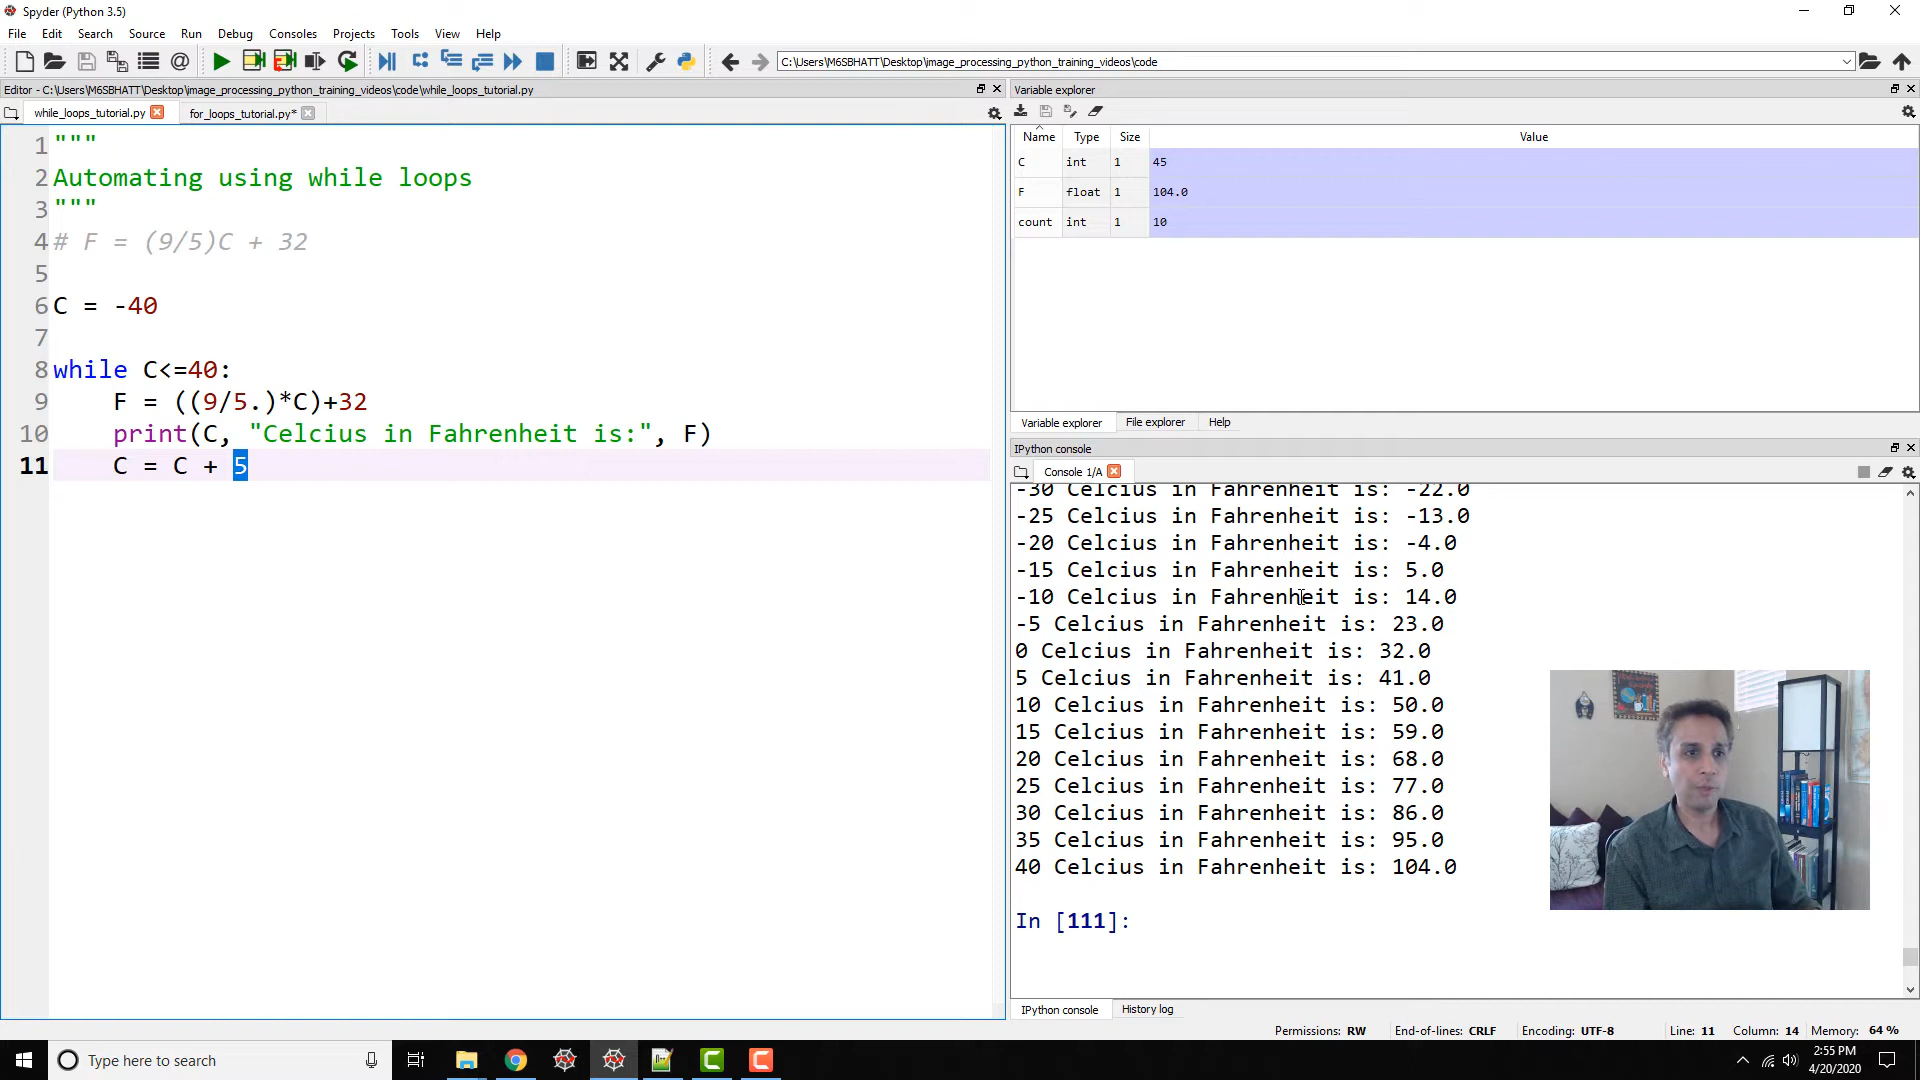 Spyder (Python 3.5)
File Edit Search Source Run Debug Consoles Projects Tools View Help
C:\Users\M6SBHATT\Desktop\image_processing_python_training_videos\code
Editor - C:\Users\M6SBHATT\Desktop\image_processing_python_training_videos\code\while_loops_tutorial.py
while_loops_tutorial.py for_loops_tutorial.py*
1 """
2 Automating using while loops
3 """
4 # F = (9/5)C + 32
5
6 C = -40
7
8 while C<=40:
9 F = ((9/5.)*C)+32
10 print(C, "Celcius in Fahrenheit is:", F)
11 C = C + 5
Variable explorer
Name Type Size Value
C int 1 45
F float 1 104.0
count int 1 10
Variable explorer File explorer Help
IPython console
Console 1/A
-30 Celcius in Fahrenheit is: -22.0
-25 Celcius in Fahrenheit is: -13.0
-20 Celcius in Fahrenheit is: -4.0
-15 Celcius in Fahrenheit is: 5.0
-10 Celcius in Fahrenheit is: 14.0
-5 Celcius in Fahrenheit is: 23.0
0 Celcius in Fahrenheit is: 32.0
5 Celcius in Fahrenheit is: 41.0
10 Celcius in Fahrenheit is: 50.0
15 Celcius in Fahrenheit is: 59.0
20 Celcius in Fahrenheit is: 68.0
25 Celcius in Fahrenheit is: 77.0
30 Celcius in Fahrenheit is: 86.0
35 Celcius in Fahrenheit is: 95.0
40 Celcius in Fahrenheit is: 104.0
In [111]:
IPython console History log
Permissions: RW End-of-lines: CRLF Encoding: UTF-8 Line: 11 Column: 14 Memory: 64 %
Type here to search
2:55 PM
4/20/2020